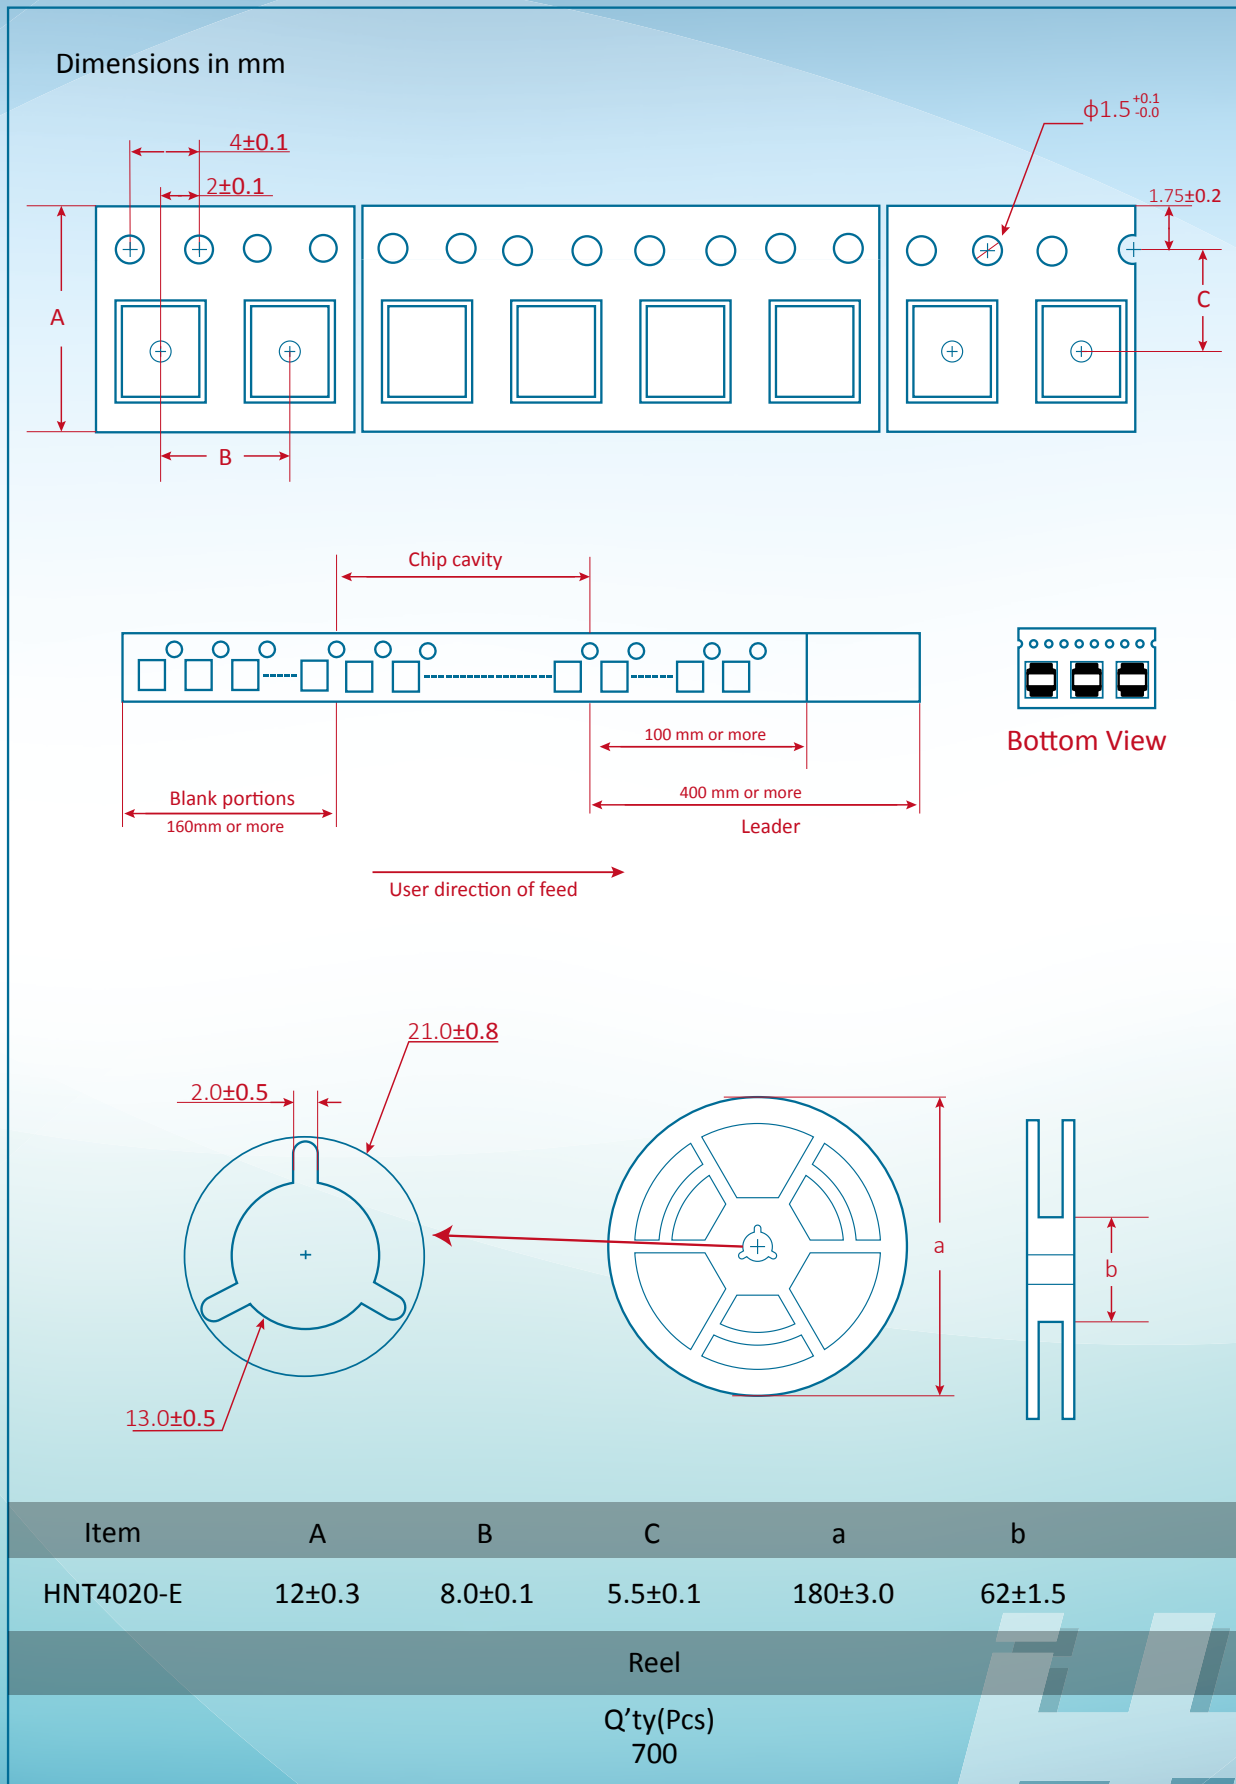 Dimensions in mm
ϕ1.5 +0.1 -0.0
4±0.1
2±0.1
1.75±0.2
A
C
B
Chip cavity
100 mm or more
Bottom View
Blank portions
400 mm or more
160mm or more
Leader
User direction of feed
21.0±0.8
2.0±0.5
a
b
13.0±0.5
Item A B C a b
HNT4020-E 12±0.3 8.0±0.1 5.5±0.1 180±3.0 62±1.5
Reel
Q’ty(Pcs)
700